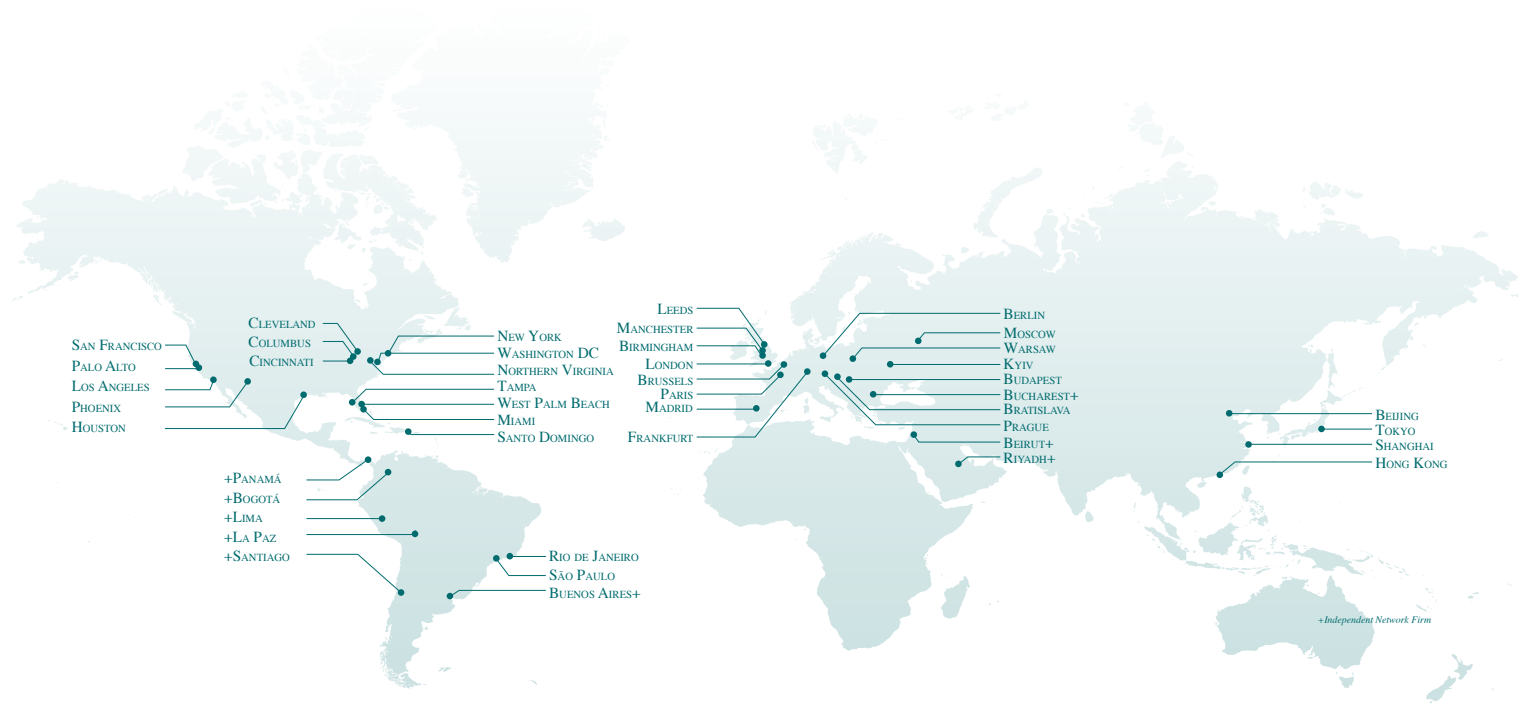 San Francisco
Palo Alto
Los Angeles
Phoenix
Houston
Cleveland
Columbus
Cincinnati
New York
Washington DC
Northern Virginia
Tampa
West Palm Beach
Miami
Santo Domingo
+Panamá
+Bogotá
+Lima
+La Paz
+Santiago
Rio de Janeiro
São Paulo
Buenos Aires+
Leeds
Manchester
Birmingham
London
Brussels
Paris
Madrid
Frankfurt
Berlin
Moscow
Warsaw
Kyiv
Budapest
Bucharest+
Bratislava
Prague
Beirut+
Riyadh+
Beijing
Tokyo
Shanghai
Hong Kong
+Independent Network Firm